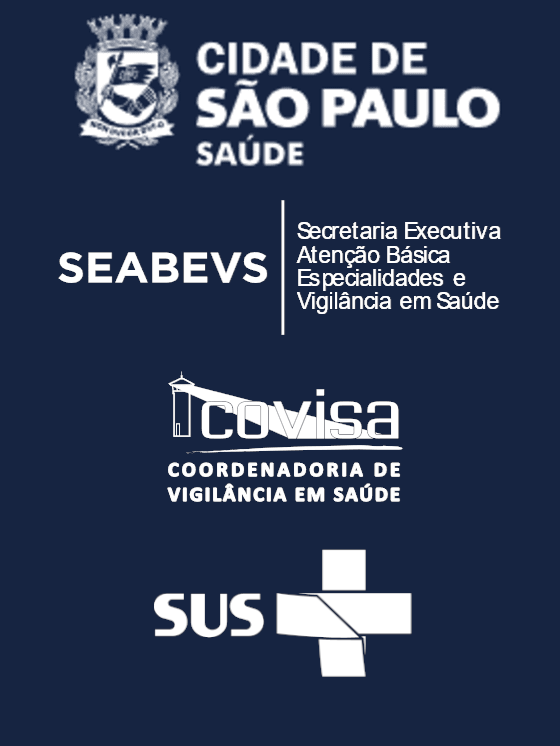 CIDADE DE
SÃO PAULO
SAÚDE
SEABEVS
Secretaria Executiva
Atenção Básica
Especialidades e
Vigilância em Saúde
covisa
COORDENADORIA DE
VIGILÂNCIA EM SAÚDE
SUS